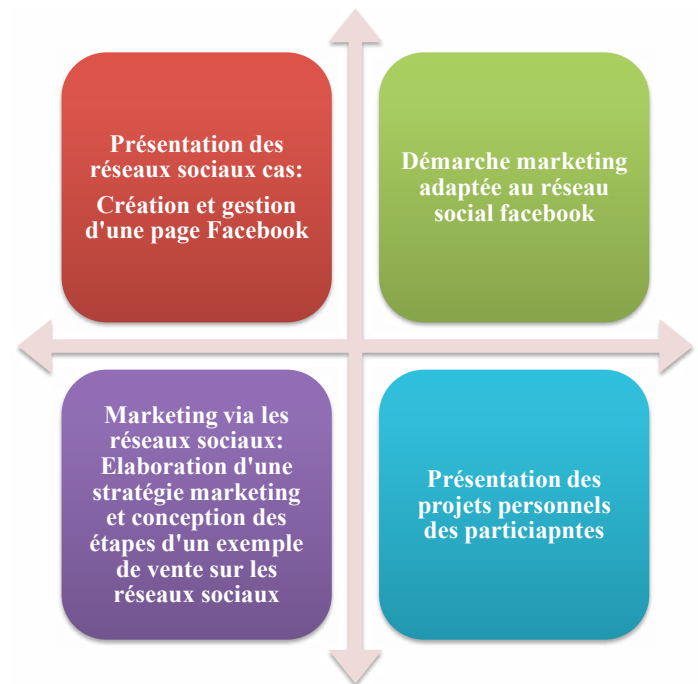 Présentation des
réseaux sociaux cas:
Création et gestion
d'une page Facebook
Démarche marketing
adaptée au réseau
social facebook
Marketing via les
réseaux sociaux:
Elaboration d'une
stratégie marketing
et conception des
étapes d'un exemple
de vente sur les
réseaux sociaux
Présentation des
projets personnels
des particiapntes